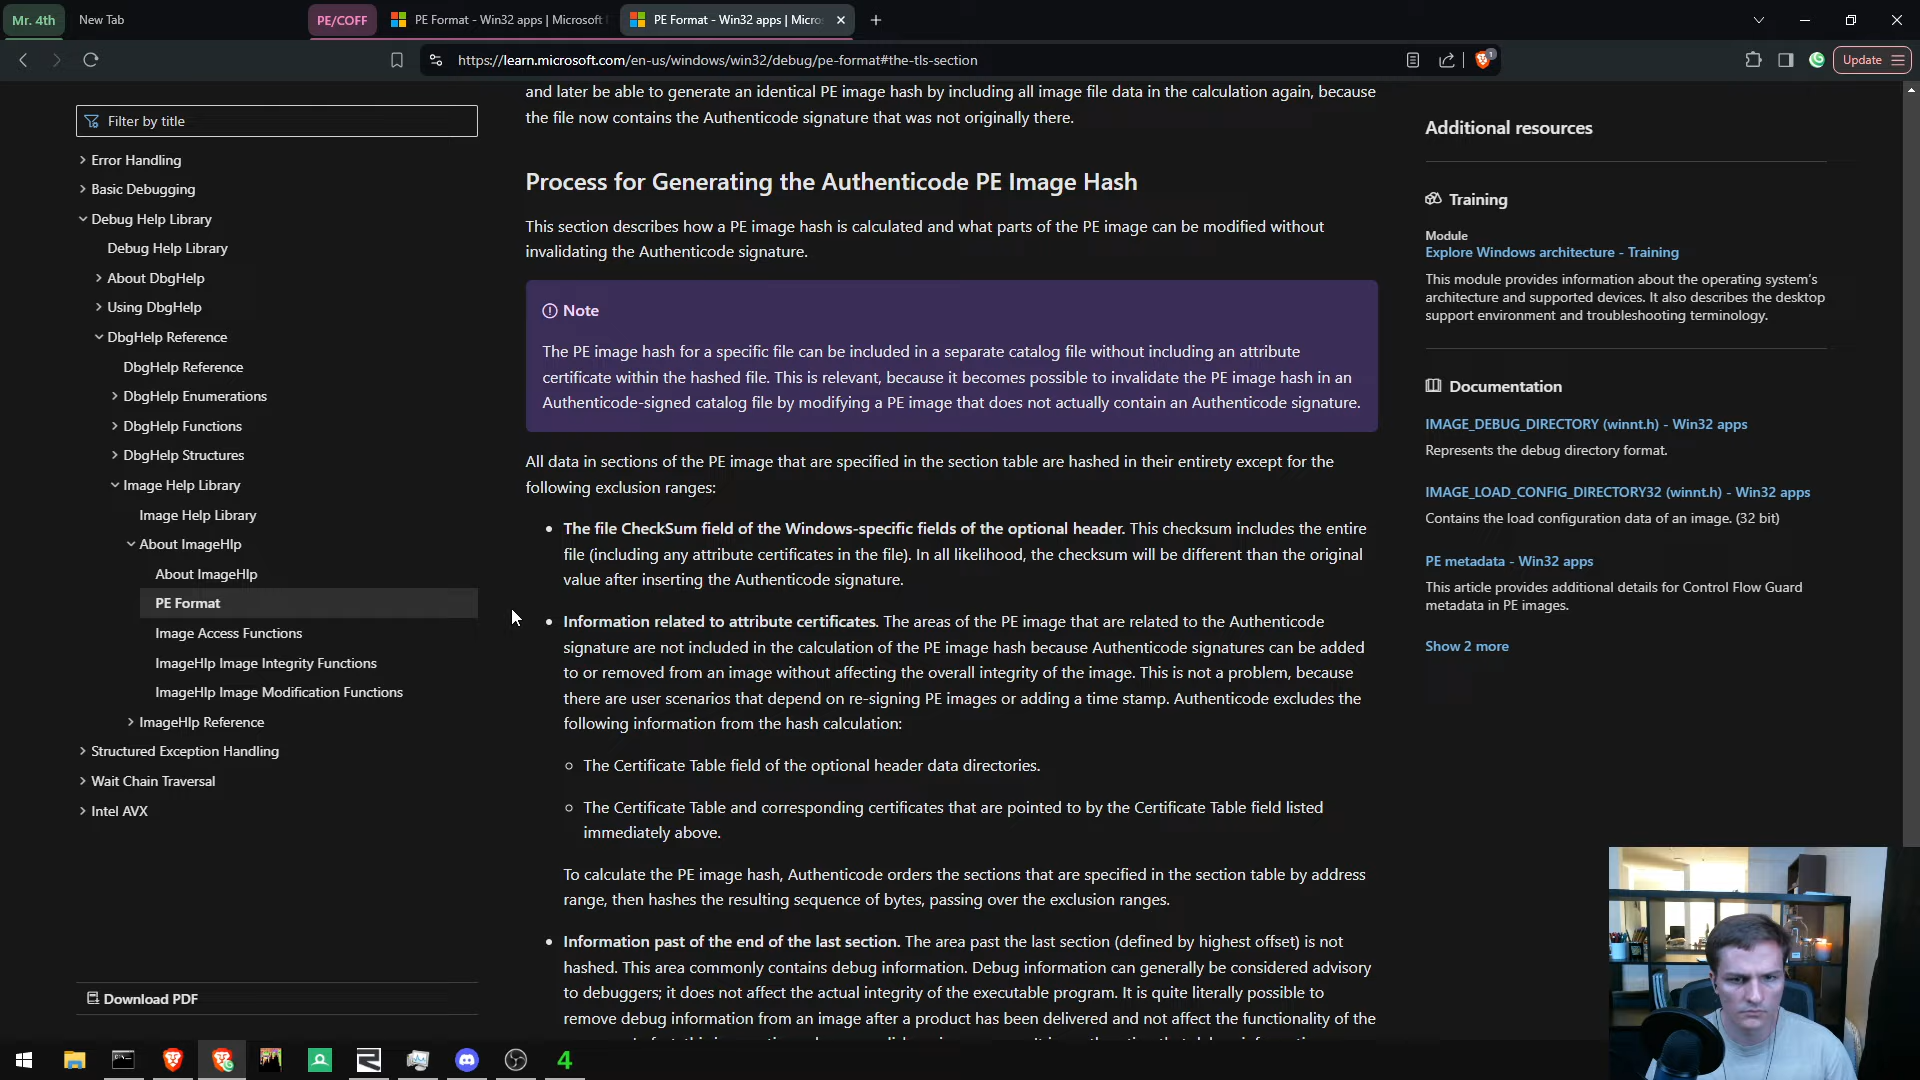 Mr. 4th
New Tab
PE/COFF
PE Format - Win32 apps | Microsoft
PE Format - Win32 apps | Micro
https://learn.microsoft.com/en-us/windows/win32/debug/pe-format#the-tls-section
1
Update
Filter by title
Error Handling
Basic Debugging
Debug Help Library
Debug Help Library
About DbgHelp
Using DbgHelp
DbgHelp Reference
DbgHelp Reference
DbgHelp Enumerations
DbgHelp Functions
DbgHelp Structures
Image Help Library
Image Help Library
About ImageHlp
About ImageHlp
PE Format
Image Access Functions
ImageHlp Image Integrity Functions
ImageHlp Image Modification Functions
ImageHlp Reference
Structured Exception Handling
Wait Chain Traversal
Intel AVX
Download PDF
and later be able to generate an identical PE image hash by including all image file data in the calculation again, because
the file now contains the Authenticode signature that was not originally there.
Process for Generating the Authenticode PE Image Hash
This section describes how a PE image hash is calculated and what parts of the PE image can be modified without
invalidating the Authenticode signature.
Note
The PE image hash for a specific file can be included in a separate catalog file without including an attribute
certificate within the hashed file. This is relevant, because it becomes possible to invalidate the PE image hash in an
Authenticode-signed catalog file by modifying a PE image that does not actually contain an Authenticode signature.
All data in sections of the PE image that are specified in the section table are hashed in their entirety except for the
following exclusion ranges:
The file CheckSum field of the Windows-specific fields of the optional header. This checksum includes the entire
file (including any attribute certificates in the file). In all likelihood, the checksum will be different than the original
value after inserting the Authenticode signature.
Information related to attribute certificates. The areas of the PE image that are related to the Authenticode
signature are not included in the calculation of the PE image hash because Authenticode signatures can be added
to or removed from an image without affecting the overall integrity of the image. This is not a problem, because
there are user scenarios that depend on re-signing PE images or adding a time stamp. Authenticode excludes the
following information from the hash calculation:
The Certificate Table field of the optional header data directories.
The Certificate Table and corresponding certificates that are pointed to by the Certificate Table field listed
immediately above.
To calculate the PE image hash, Authenticode orders the sections that are specified in the section table by address
range, then hashes the resulting sequence of bytes, passing over the exclusion ranges.
Information past of the end of the last section. The area past the last section (defined by highest offset) is not
hashed. This area commonly contains debug information. Debug information can generally be considered advisory
to debuggers; it does not affect the actual integrity of the executable program. It is quite literally possible to
remove debug information from an image after a product has been delivered and not affect the functionality of the
Additional resources
Training
Module
Explore Windows architecture - Training
This module provides information about the operating system's
architecture and supported devices. It also describes the desktop
support environment and troubleshooting terminology.
Documentation
IMAGE_DEBUG_DIRECTORY (winnt.h) - Win32 apps
Represents the debug directory format.
IMAGE_LOAD_CONFIG_DIRECTORY32 (winnt.h) - Win32 apps
Contains the load configuration data of an image. (32 bit)
PE metadata - Win32 apps
This article provides additional details for Control Flow Guard
metadata in PE images.
Show 2 more
4